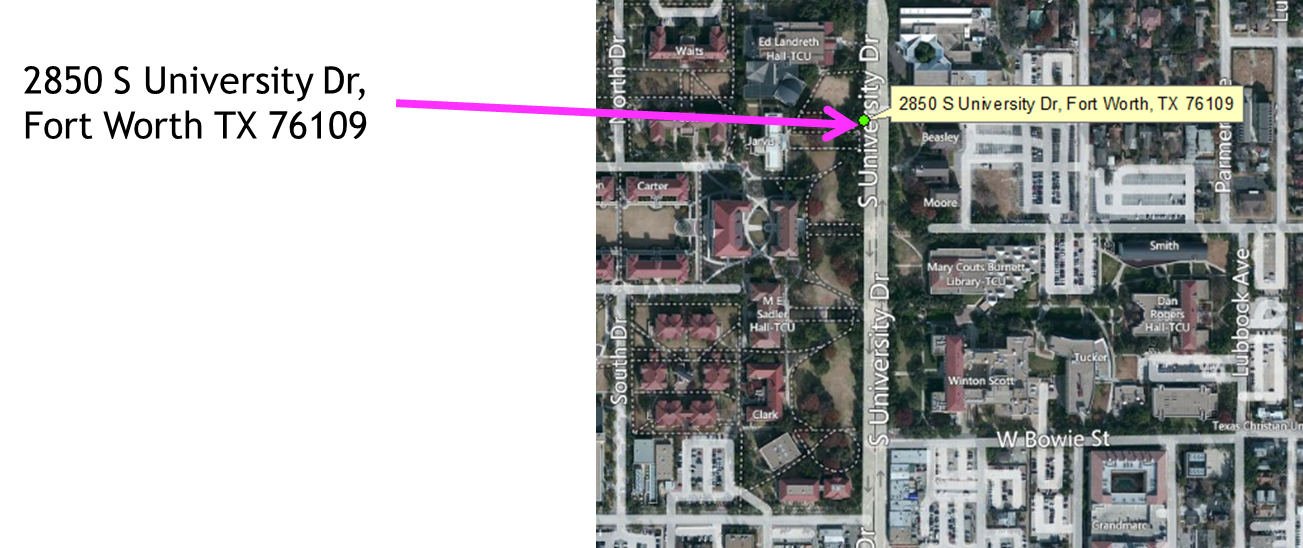 2850 S University Dr,
Fort Worth TX 76109
North Dr
Waits
Ed Landreth
Hall-TCU
S University Dr
2850 S University Dr, Fort Worth, TX 76109
Jarvis
Beasley
Carter
Moore
Smith
Mary Couts Burnett
Library-TCU
S University Dr
M E
Sadler
Hall-TCU
Dan
Rogers
Hall-TCU
Lubbock Ave
South Dr
Tucker
Winton Scott
Clark
W Bowie St
Texas Christian Un
Grandmarc
Dr